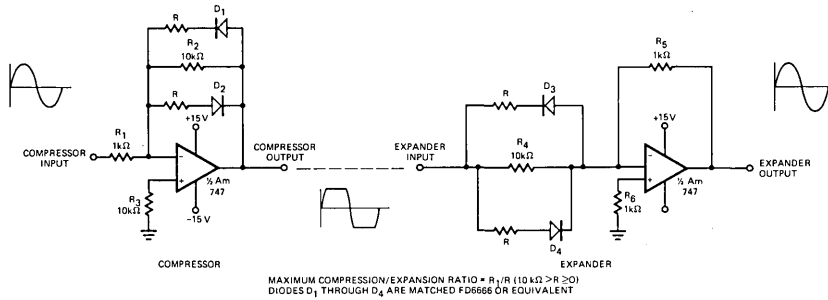 R
D1
R2
10kΩ
R
D2
+15V
R1
1kΩ
COMPRESSOR
INPUT
−
+
½ Am
747
COMPRESSOR
OUTPUT
R3
10kΩ
−15 V
COMPRESSOR
EXPANDER
INPUT
R
D3
R4
10kΩ
R
D4
R5
1kΩ
+15V
−
+
½ Am
747
R6
1kΩ
EXPANDER
OUTPUT
EXPANDER
MAXIMUM COMPRESSION/EXPANSION RATIO = R1/R (10 kΩ >R ≥0)
DIODES D1 THROUGH D4 ARE MATCHED FD6666 OR EQUIVALENT